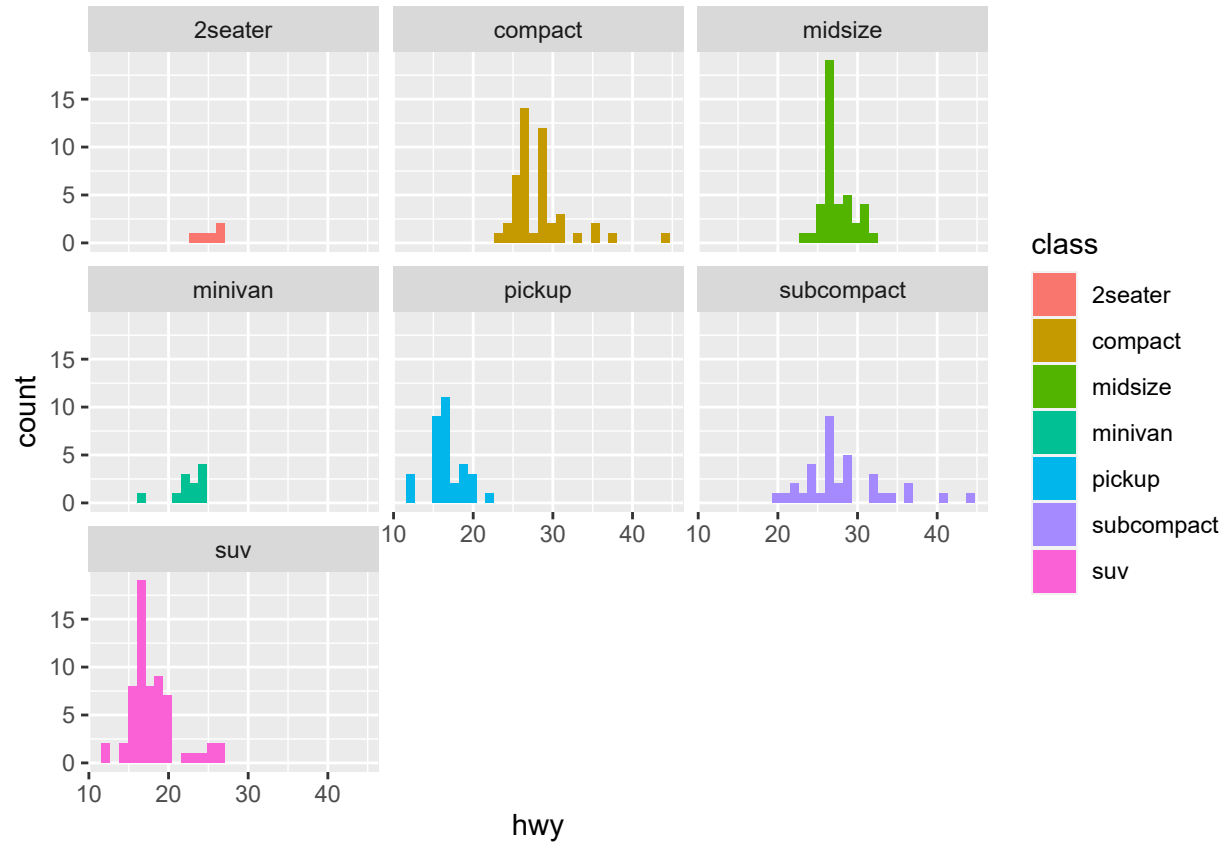 2seater compact midsize
15
10
5
0
minivan pickup subcompact
15
10
5
0
10 20 30 40 10 20 30 40
suv
15
10
5
0
10 20 30 40
count
hwy
class
2seater
compact
midsize
minivan
pickup
subcompact
suv